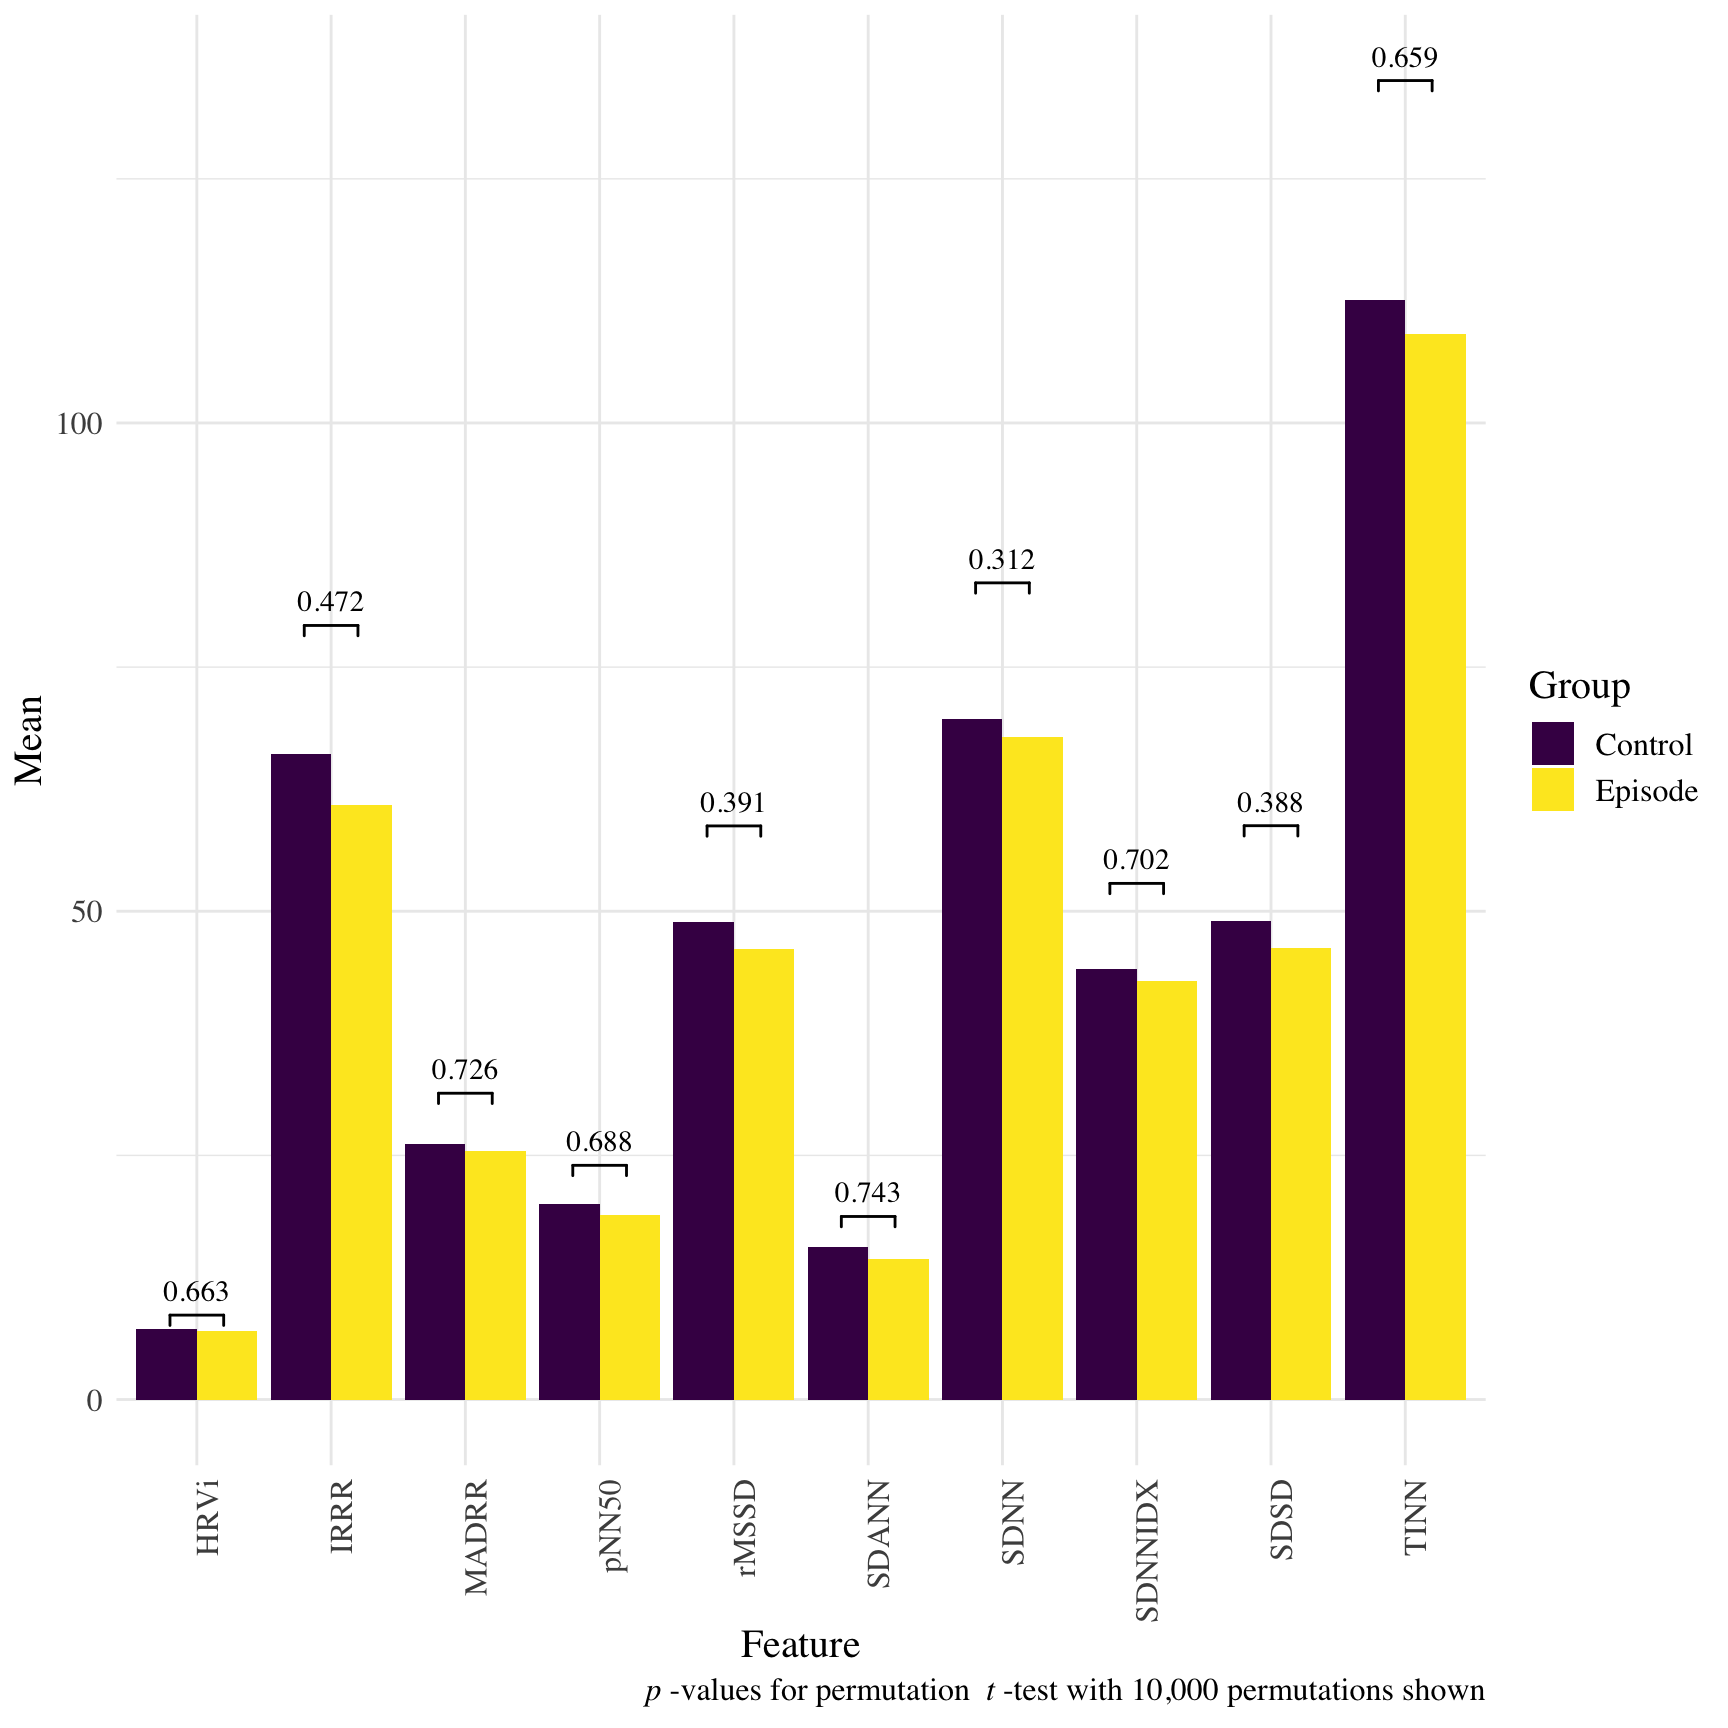 0.659
100
0.472
0.312
0.391
0.388
0.702
50
0.726
0.688
0.743
0.663
0
Mean
Group
Control
Episode
HRVi
IRRR
MADRR
pNN50
rMSSD
SDANN
SDNN
SDNNIDX
SDSD
TINN
Feature
p -values for permutation t -test with 10,000 permutations shown